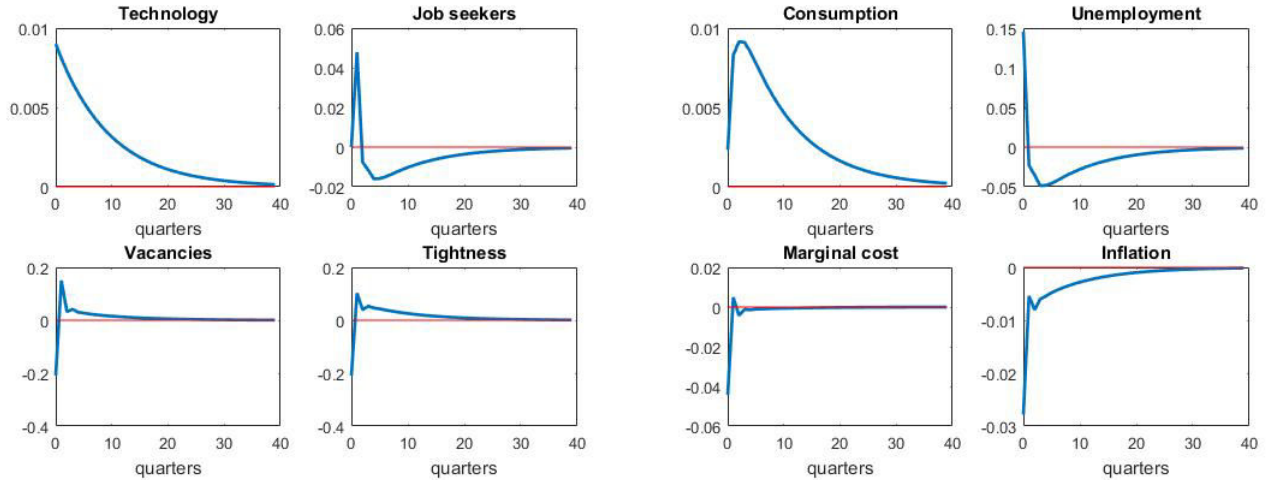 Technology
0.01
0.005
0
0 10 20 30 40
quarters
Job seekers
0.06
0.04
0.02
0
-0.02
0 10 20 30 40
quarters
Consumption
0.01
0.005
0
0 10 20 30 40
quarters
Unemployment
0.15
0.1
0.05
0
-0.05
0 10 20 30 40
quarters
Vacancies
0.2
0
-0.2
-0.4
0 10 20 30 40
quarters
Tightness
0.2
0
-0.2
-0.4
0 10 20 30 40
quarters
Marginal cost
0.02
0
-0.02
-0.04
-0.06
0 10 20 30 40
quarters
Inflation
0
-0.01
-0.02
-0.03
0 10 20 30 40
quarters